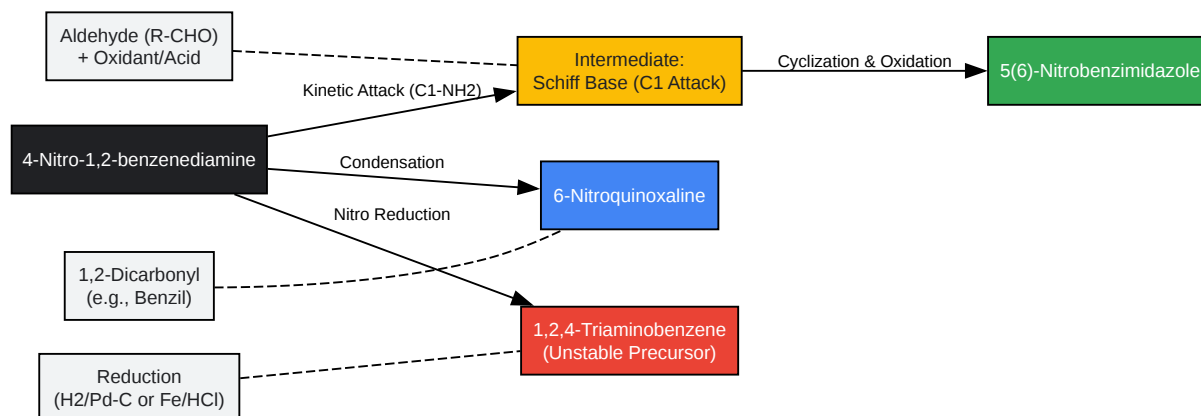 Aldehyde (R-CHO)
+ Oxidant/Acid
Intermediate:
Schiff Base (C1 Attack)
Cyclization & Oxidation
5(6)-Nitrobenzimidazole
Kinetic Attack (C1-NH2)
4-Nitro-1,2-benzenediamine
Condensation
6-Nitroquinoxaline
Nitro Reduction
1,2-Dicarbonyl
(e.g., Benzil)
1,2,4-Triaminobenzene
(Unstable Precursor)
Reduction
(H2/Pd-C or Fe/HCl)